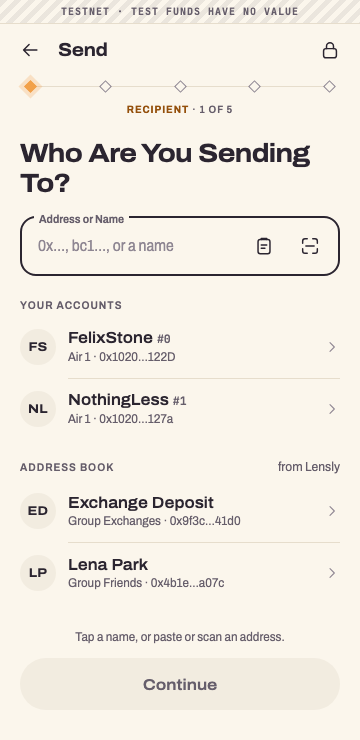 TESTNET · TEST FUNDS HAVE NO VALUE
Send
RECIPIENT · 1 OF 5
Who Are You Sending
To?
Address or Name
0x…, bc1…, or a name
YOUR ACCOUNTS
FS
FelixStone #0
Air 1 · 0x1020…122D
NL
NothingLess #1
Air 1 · 0x1020…127a
ADDRESS BOOK
from Lensly
ED
Exchange Deposit
Group Exchanges · 0x9f3c…41d0
LP
Lena Park
Group Friends · 0x4b1e…a07c
Tap a name, or paste or scan an address.
Continue